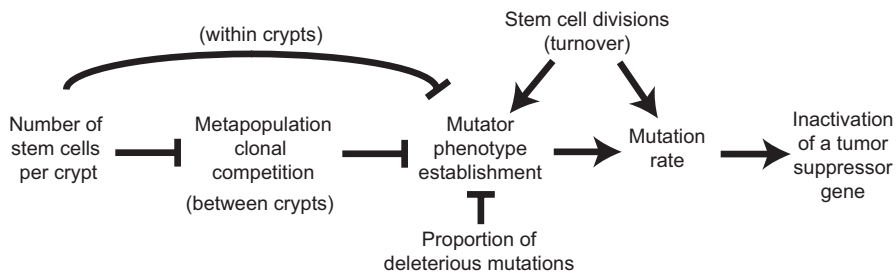 Stem cell divisions
(turnover)
(within crypts)
Number of
stem cells
per crypt
Metapopulation
clonal
competition
(between crypts)
Mutator
phenotype
establishment
Mutation
rate
Inactivation
of a tumor
suppressor
gene
Proportion of
deleterious mutations